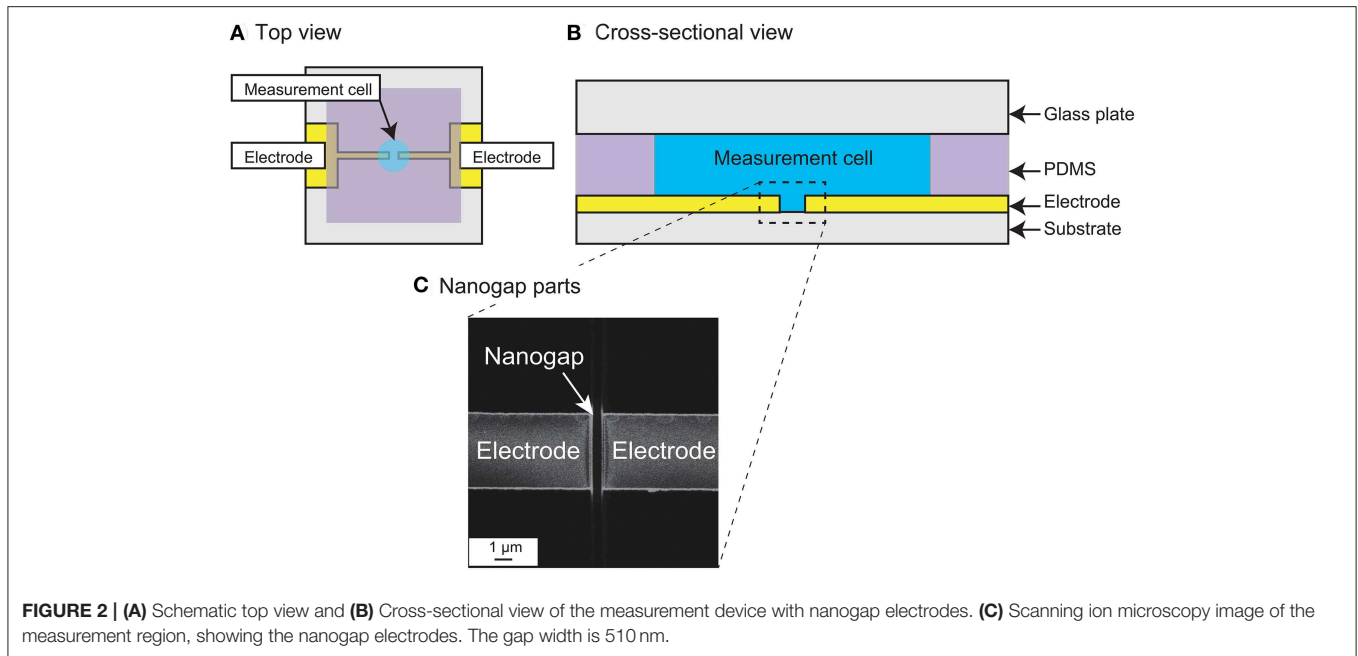 A Top view
Measurement cell
Electrode
Electrode
B Cross-sectional view
Glass plate
Measurement cell
PDMS
Electrode
Substrate
C Nanogap parts
Nanogap
Electrode
Electrode
1 μm
FIGURE 2 | (A) Schematic top view and (B) Cross-sectional view of the measurement device with nanogap electrodes. (C) Scanning ion microscopy image of the
measurement region, showing the nanogap electrodes. The gap width is 510 nm.